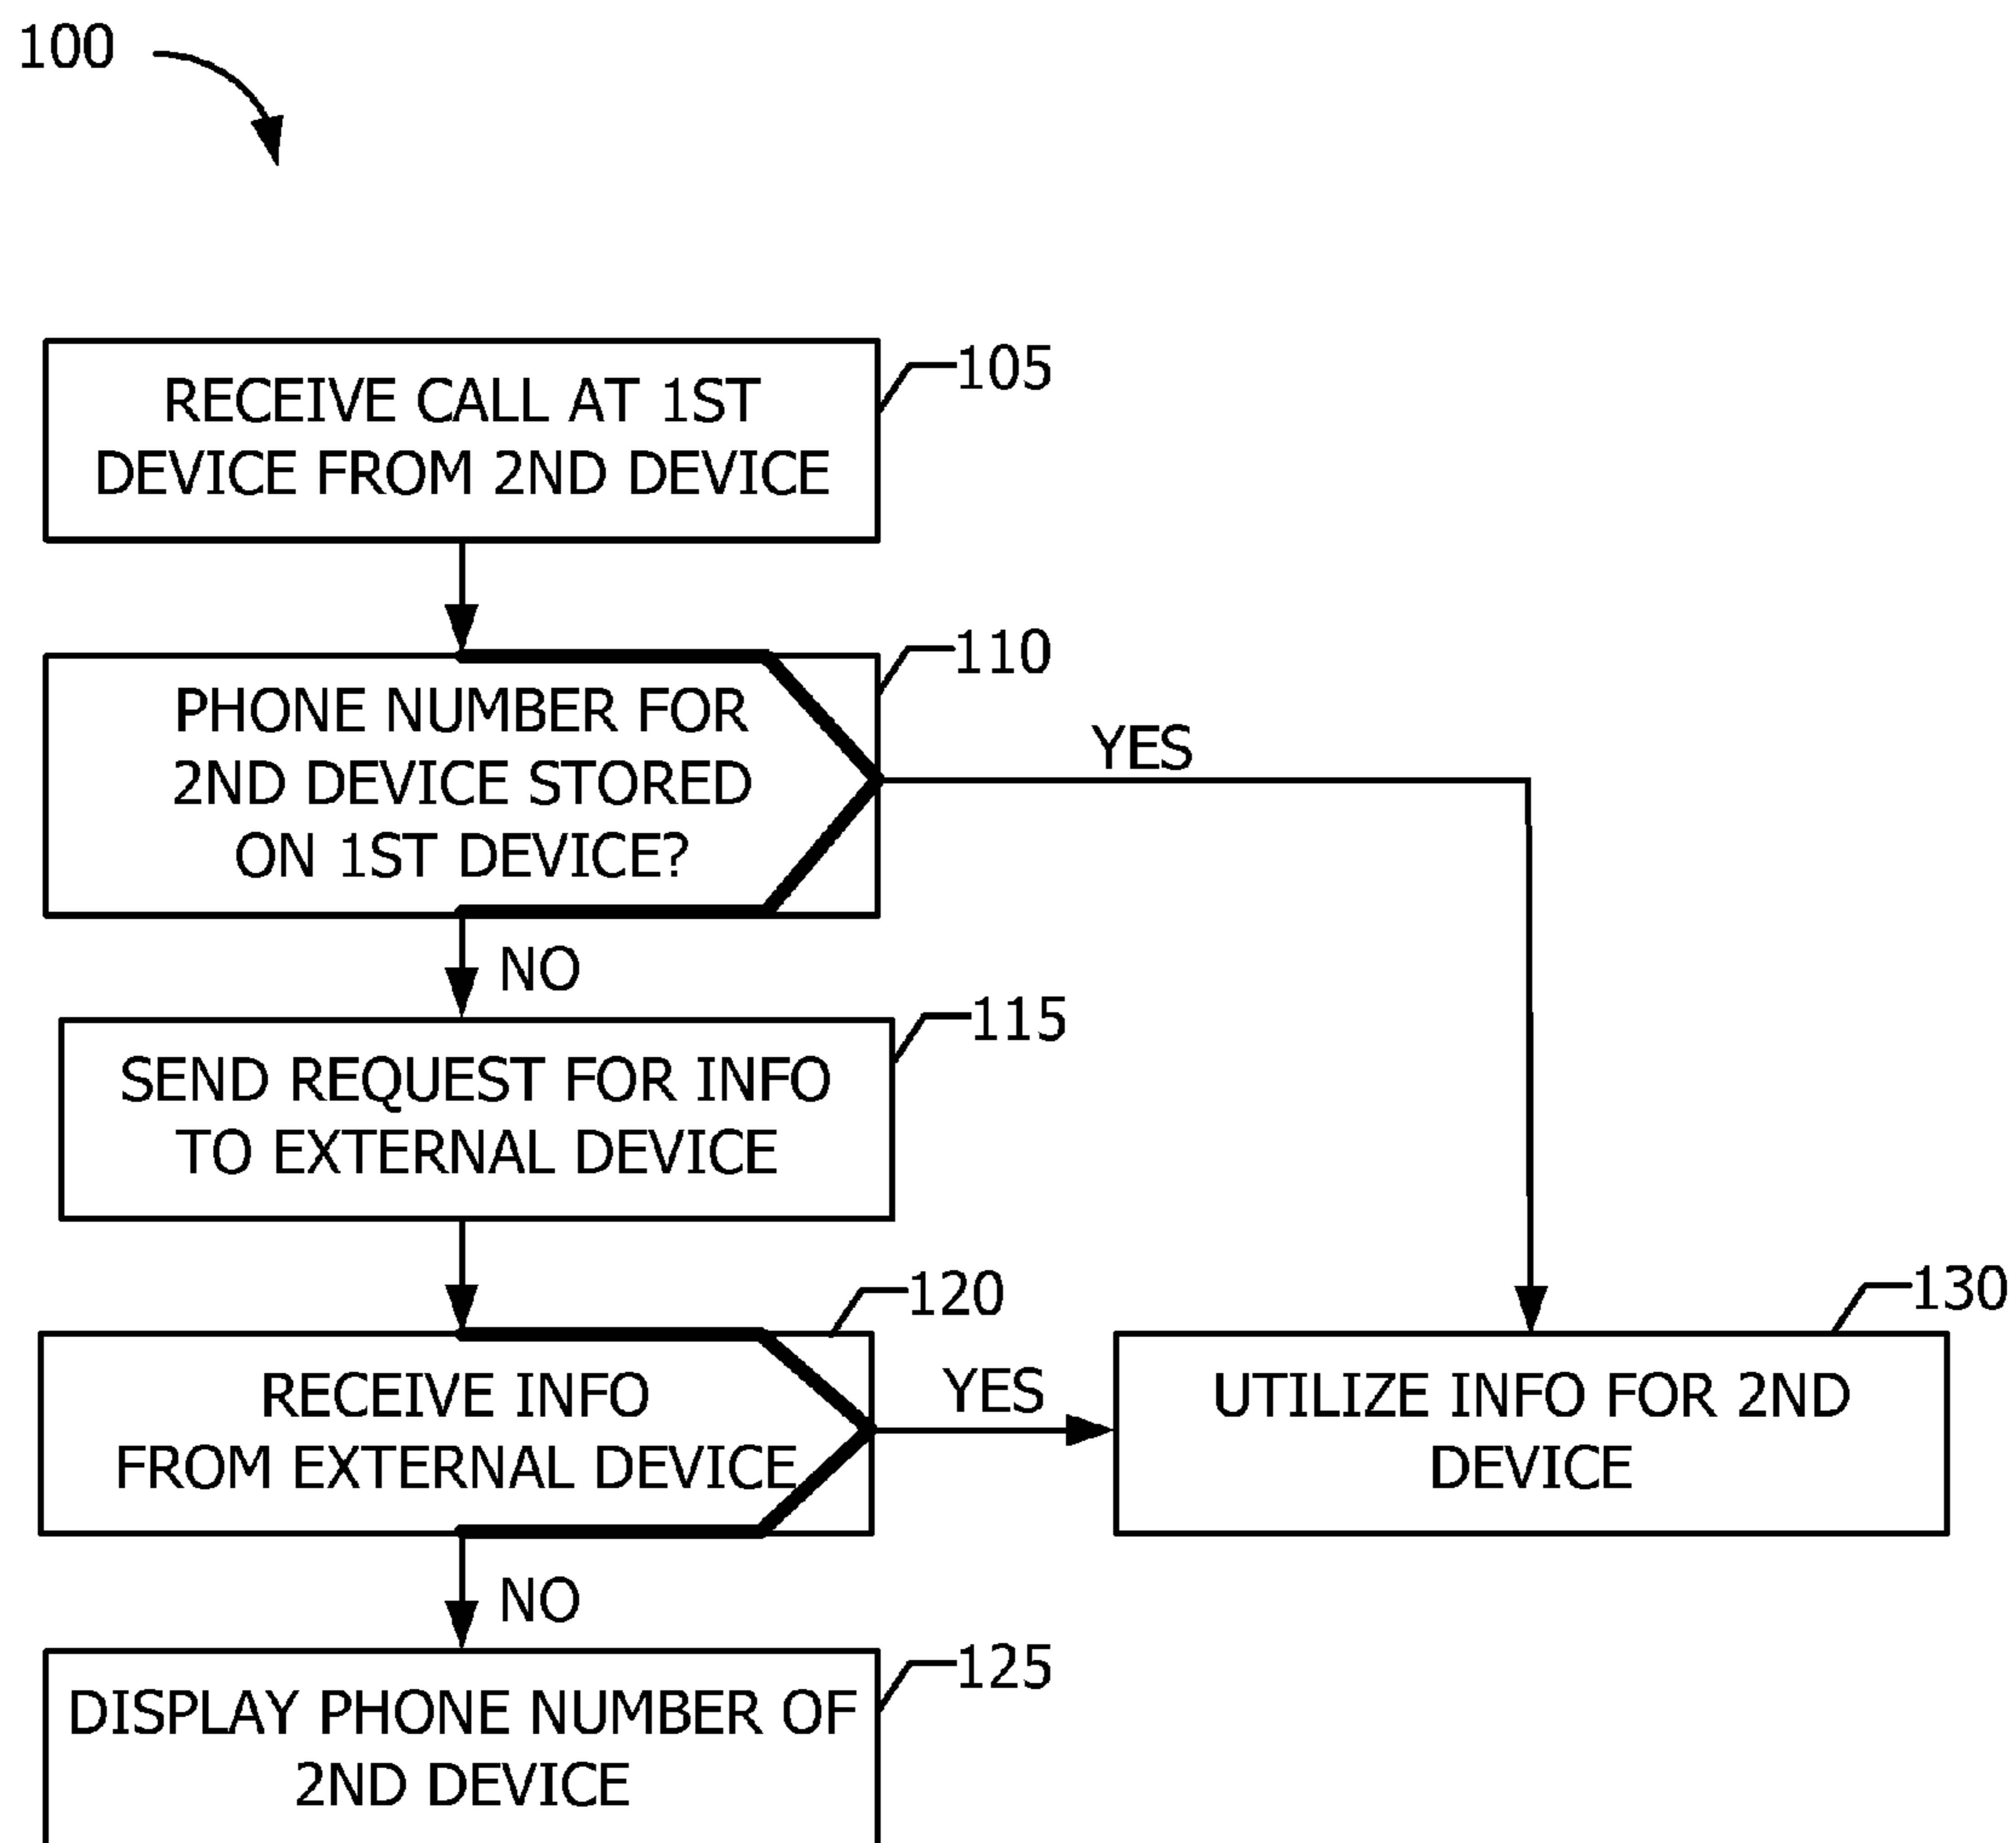 100
RECEIVE CALL AT 1ST
DEVICE FROM 2ND DEVICE
105
PHONE NUMBER FOR
2ND DEVICE STORED
ON 1ST DEVICE?
110
YES
NO
SEND REQUEST FOR INFO
TO EXTERNAL DEVICE
115
RECEIVE INFO
FROM EXTERNAL DEVICE
120
YES
UTILIZE INFO FOR 2ND
DEVICE
130
NO
DISPLAY PHONE NUMBER OF
2ND DEVICE
125